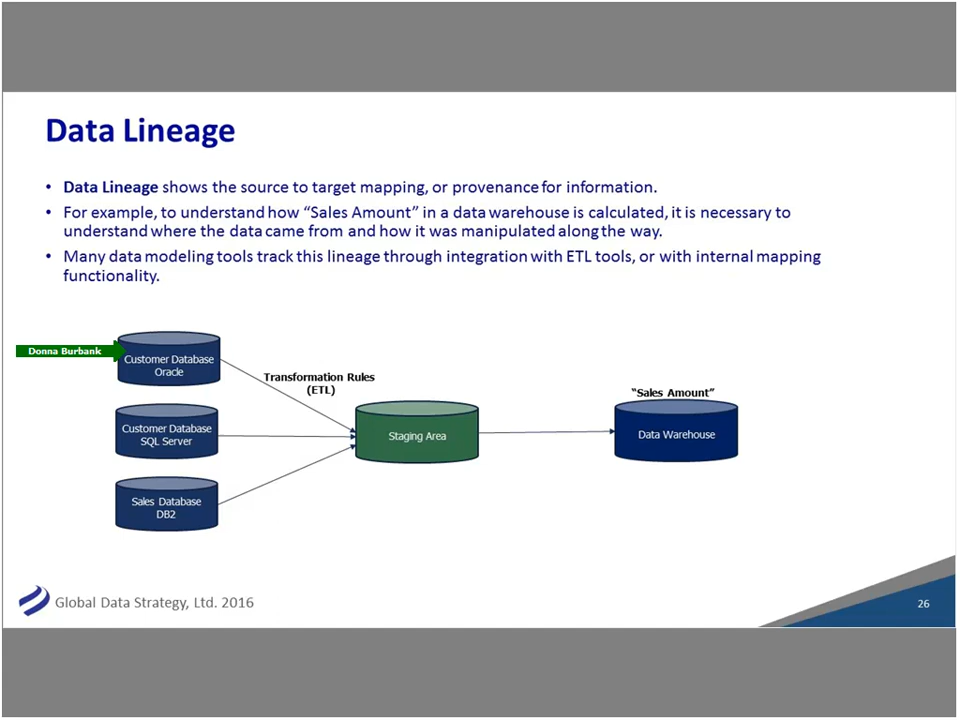 Data Lineage
• Data Lineage shows the source to target mapping, or provenance for information.
• For example, to understand how “Sales Amount” in a data warehouse is calculated, it is necessary to
understand where the data came from and how it was manipulated along the way.
• Many data modeling tools track this lineage through integration with ETL tools, or with internal mapping
functionality.
Donna Burbank
Customer Database
Oracle
Transformation Rules
(ETL)
“Sales Amount”
Customer Database
SQL Server
Staging Area
Data Warehouse
Sales Database
DB2
Global Data Strategy, Ltd. 2016
26